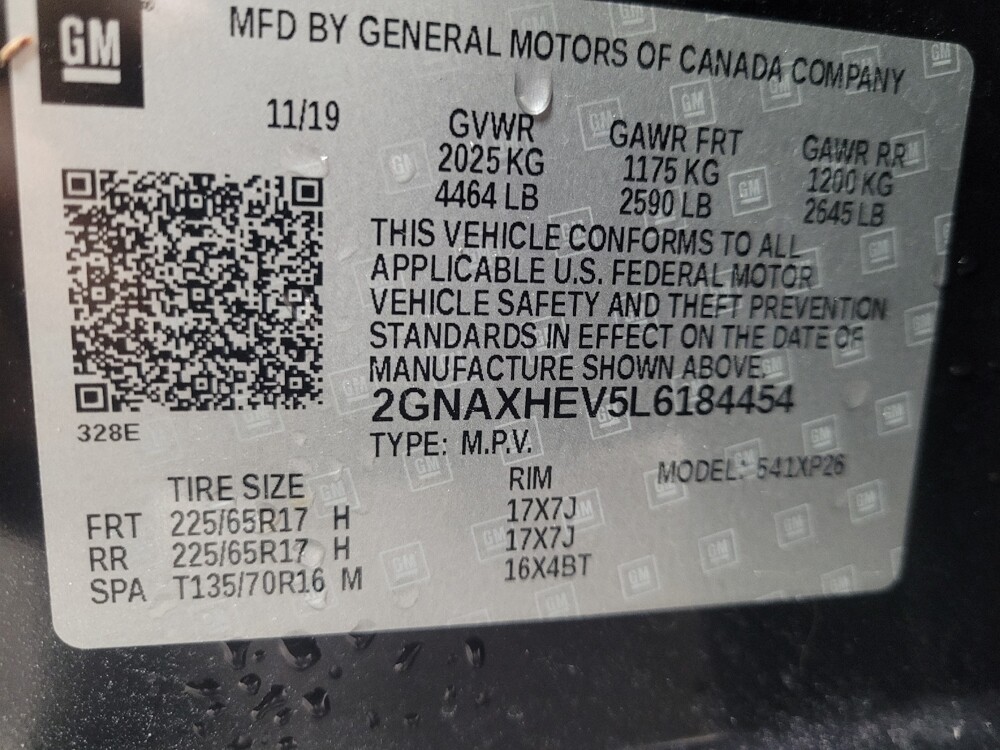 GM
MFD BY GENERAL MOTORS OF CANADA COMPANY
11/19
GVWR GAWR FRT GAWR RR
2025 KG 1175 KG 1200 KG
4464 LB 2590 LB 2645 LB
THIS VEHICLE CONFORMS TO ALL
APPLICABLE U.S. FEDERAL MOTOR
VEHICLE SAFETY AND THEFT PREVENTION
STANDARDS IN EFFECT ON THE DATE OF
MANUFACTURE SHOWN ABOVE.
2GNAXHEV5L6184454
328E
TYPE: M.P.V.
MODEL: 541XP26
TIRE SIZE RIM
FRT 225/65R17 H 17X7J
RR 225/65R17 H 17X7J
SPA T135/70R16 M 16X4BT